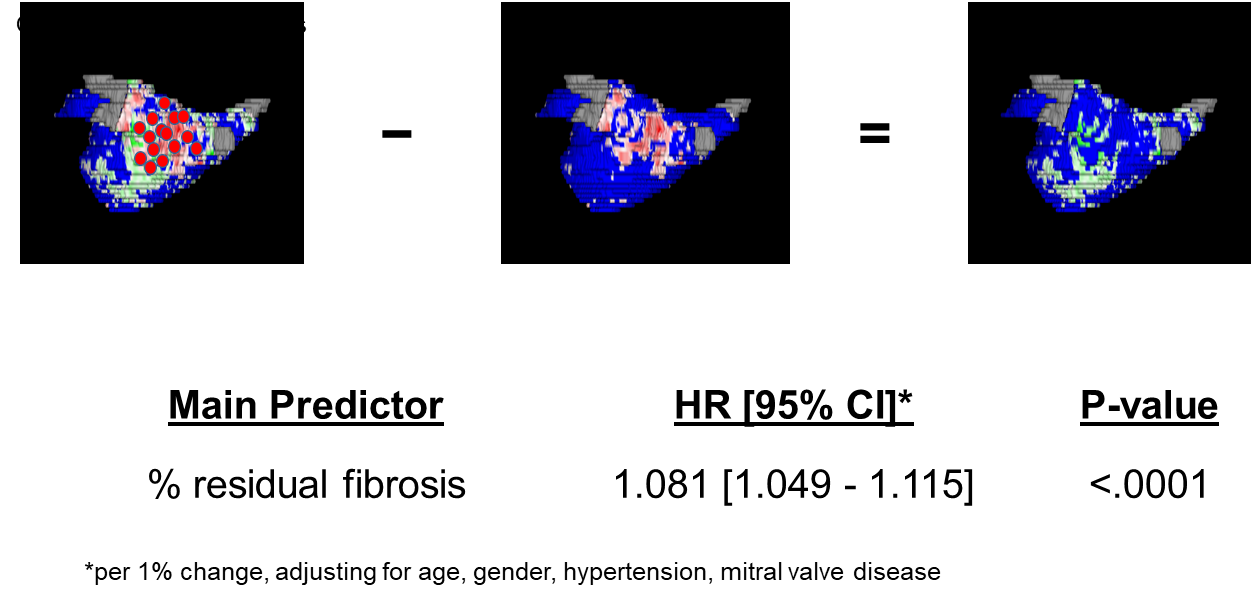 –
=
Main Predictor HR [95% CI]* P-value
% residual fibrosis 1.081 [1.049 - 1.115] <.0001
*per 1% change, adjusting for age, gender, hypertension, mitral valve disease